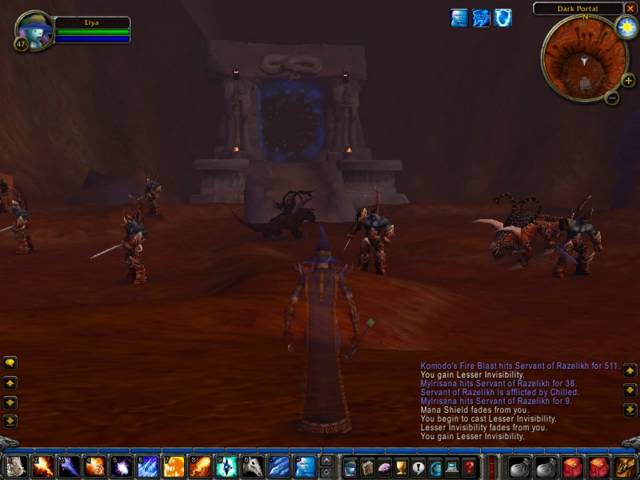 Elya
47
Dark Portal
N
Komodo's Fire Blast hits Servant of Razelikh for 511.
You gain Lesser Invisibility.
Mylrisana hits Servant of Razelikh for 38.
Servant of Razelikh is afflicted by Chilled.
Mylrisana hits Servant of Razelikh for 9.
Mana Shield fades from you.
You begin to cast Lesser Invisibility.
Lesser Invisibility fades from you.
You gain Lesser Invisibility.